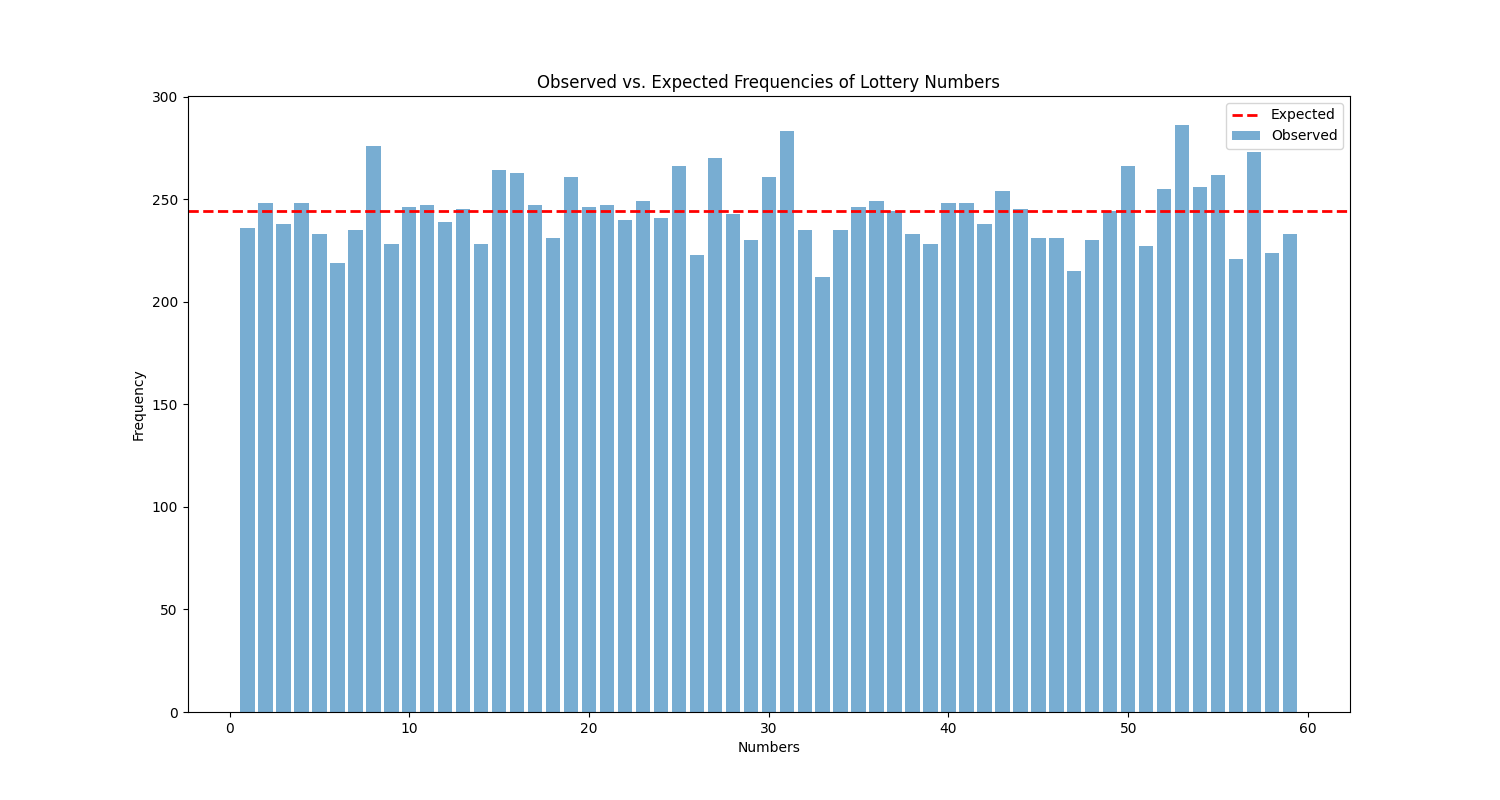 Observed vs. Expected Frequencies of Lottery Numbers
300
250
200
150
100
50
0
Frequency
Expected
Observed
0 10 20 30 40 50 60
Numbers